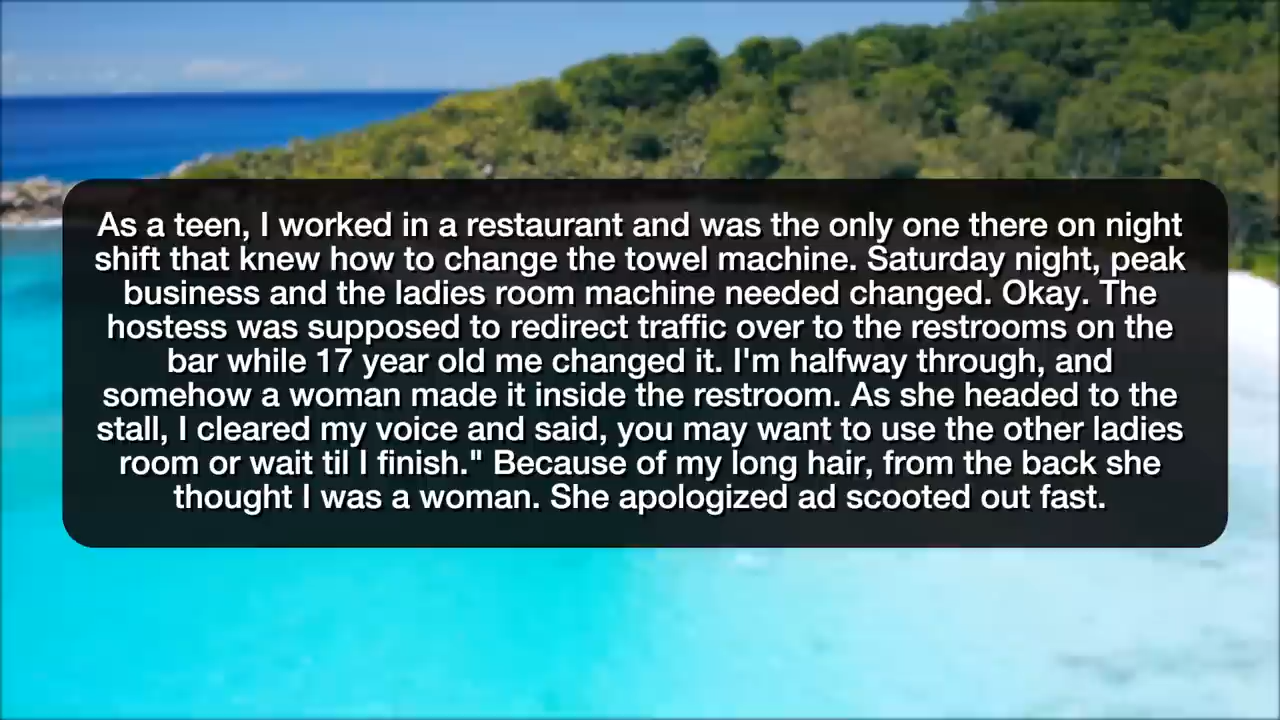 As a teen, I worked in a restaurant and was the only one there on night
shift that knew how to change the towel machine. Saturday night, peak
business and the ladies room machine needed changed. Okay. The
hostess was supposed to redirect traffic over to the restrooms on the
bar while 17 year old me changed it. I'm halfway through, and
somehow a woman made it inside the restroom. As she headed to the
stall, I cleared my voice and said, you may want to use the other ladies
room or wait til I finish." Because of my long hair, from the back she
thought I was a woman. She apologized ad scooted out fast.